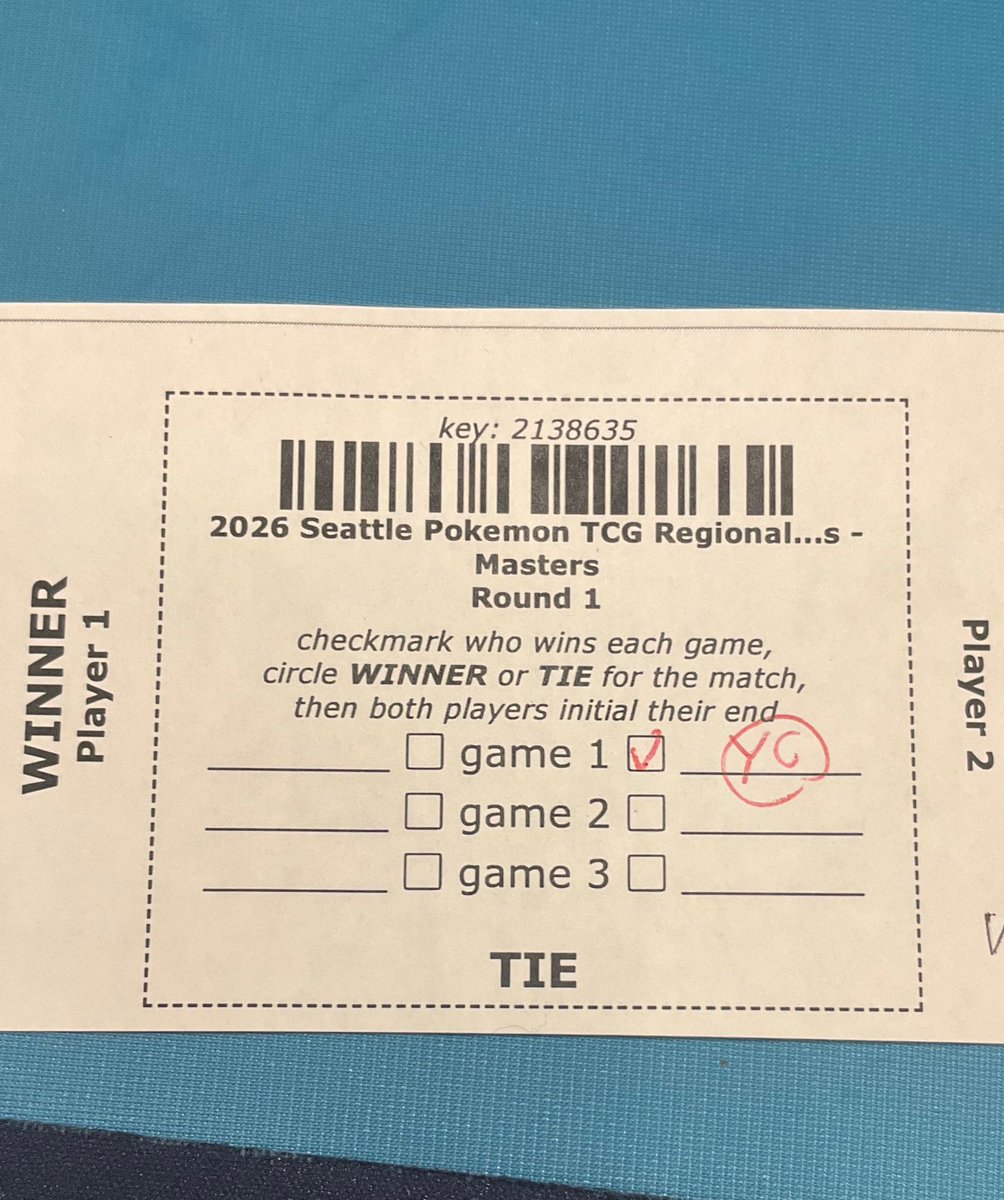 key: 2138635
2026 Seattle Pokemon TCG Regional...s -
Masters
Round 1
checkmark who wins each game,
circle WINNER or TIE for the match,
then both players initial their end
game 1 YG
game 2
game 3
TIE
WINNER
Player 1
Player 2